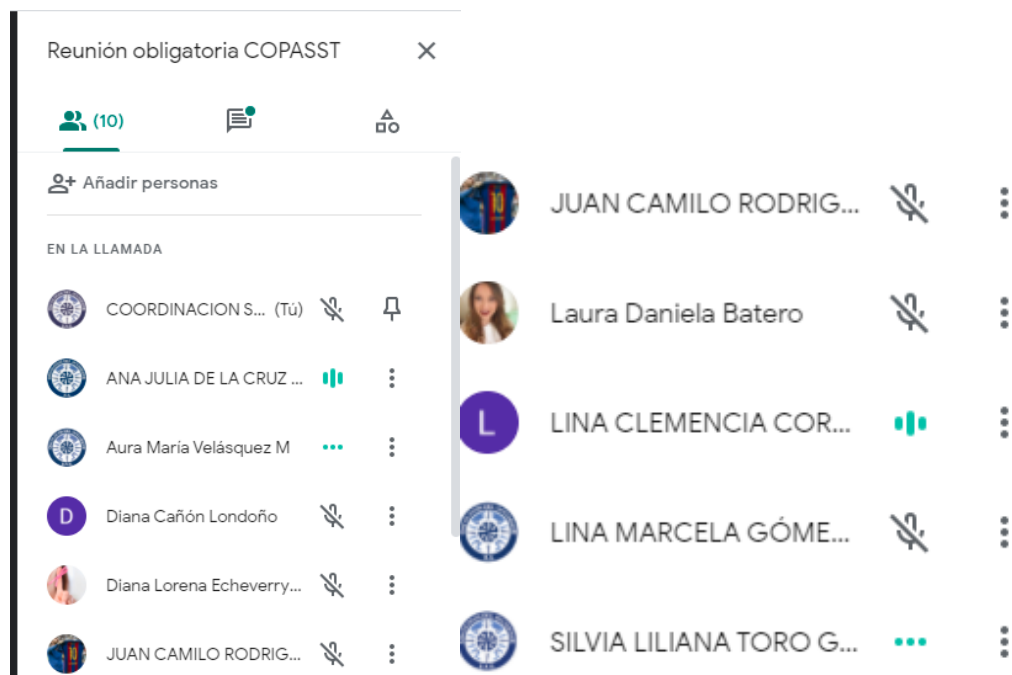 Reunión obligatoria COPASST
(10)
Añadir personas
EN LA LLAMADA
COORDINACION S... (Tú)
ANA JULIA DE LA CRUZ ...
Aura María Velásquez M
D Diana Cañón Londoño
Diana Lorena Echeverry...
JUAN CAMILO RODRIG...
JUAN CAMILO RODRIG...
Laura Daniela Batero
L LINA CLEMENCIA COR...
LINA MARCELA GÓME...
SILVIA LILIANA TORO G...